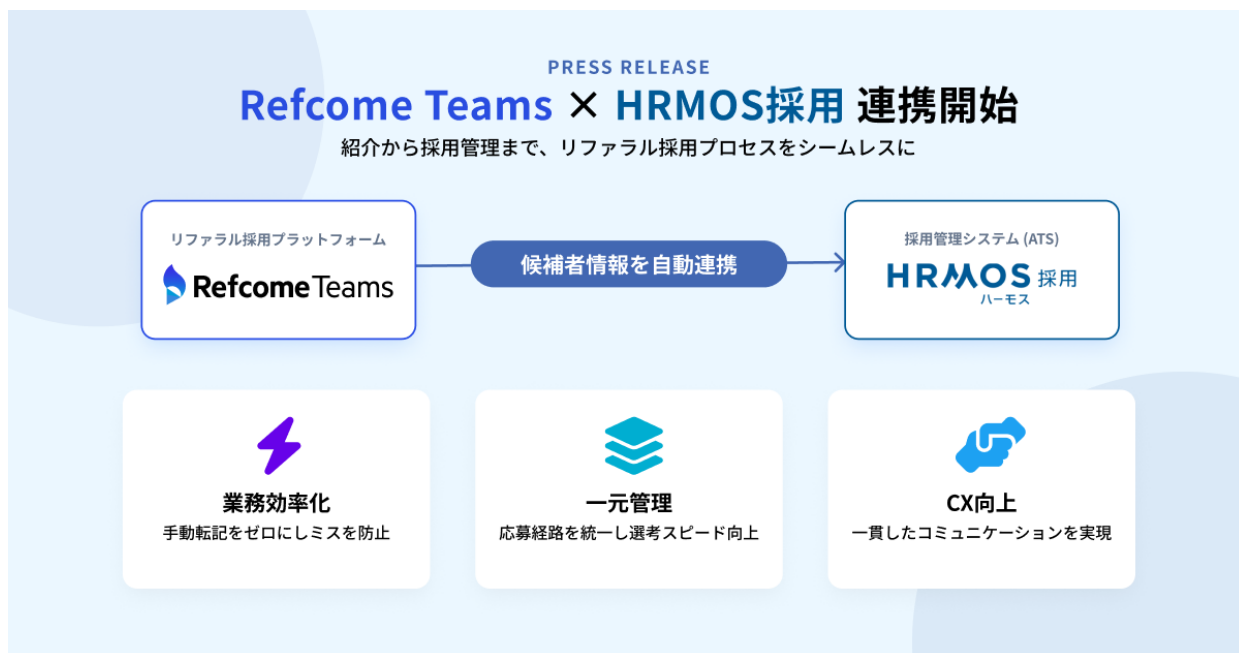 PRESS RELEASE
Refcome Teams × HRMOS採用 連携開始
紹介から採用管理まで、リファラル採用プロセスをシームレスに
リファラル採用プラットフォーム
Refcome Teams
候補者情報を自動連携
採用管理システム (ATS)
HRMOS 採用
ハーモス
業務効率化
手動転記をゼロにしミスを防止
一元管理
応募経路を統一し選考スピード向上
CX向上
一貫したコミュニケーションを実現